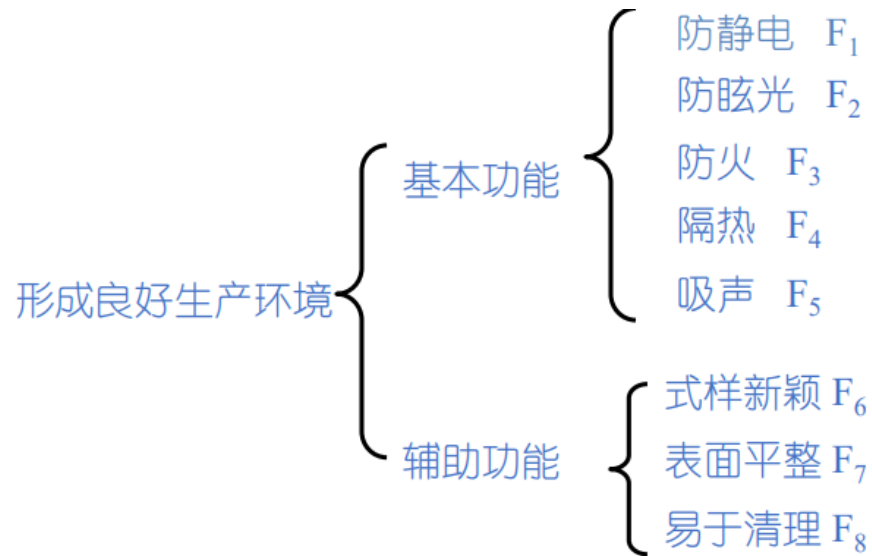 防静电 F₁
防眩光 F₂
基本功能
防火 F₃
隔热 F₄
形成良好生产环境
吸声 F₅
式样新颖 F₆
辅助功能
表面平整 F₇
易于清理 F₈